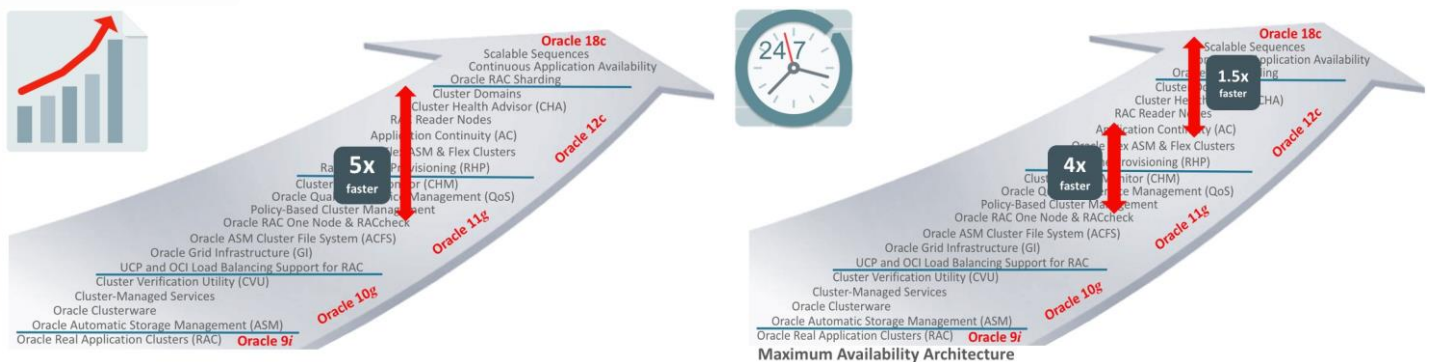 Oracle 18c
Scalable Sequences
Continuous Application Availability
Oracle RAC Sharding
Cluster Domains
Cluster Health Advisor (CHA)
RAC Reader Nodes
Application Continuity (AC)
Flex ASM & Flex Clusters
Oracle 12c
5x
faster
Provisioning (RHP)
Cluster (CHM)
Oracle Management (QoS)
Policy-Based Cluster Management
Oracle RAC One Node & RACcheck
Oracle 11g
Oracle ASM Cluster File System (ACFS)
Oracle Grid Infrastructure (GI)
UCP and OCI Load Balancing Support for RAC
Cluster Verification Utility (CVU)
Cluster-Managed Services
Oracle 10g
Oracle Clusterware
Oracle Automatic Storage Management (ASM)
Oracle Real Application Clusters (RAC) Oracle 9i
24 7
Oracle 18c
Scalable Sequences
Application Availability
1.5x
faster
Cluster
Cluster (CHA)
RAC Reader Nodes
Application Continuity (AC)
Flex ASM & Flex Clusters
Oracle 12c
4x
faster
Provisioning (RHP)
Cluster (CHM)
Oracle Management (QoS)
Policy-Based Cluster Management
Oracle RAC One Node & RACcheck
Oracle 11g
Oracle ASM Cluster File System (ACFS)
Oracle Grid Infrastructure (GI)
UCP and OCI Load Balancing Support for RAC
Cluster Verification Utility (CVU)
Cluster-Managed Services
Oracle 10g
Oracle Clusterware
Oracle Automatic Storage Management (ASM)
Oracle Real Application Clusters (RAC) Oracle 9i
Maximum Availability Architecture